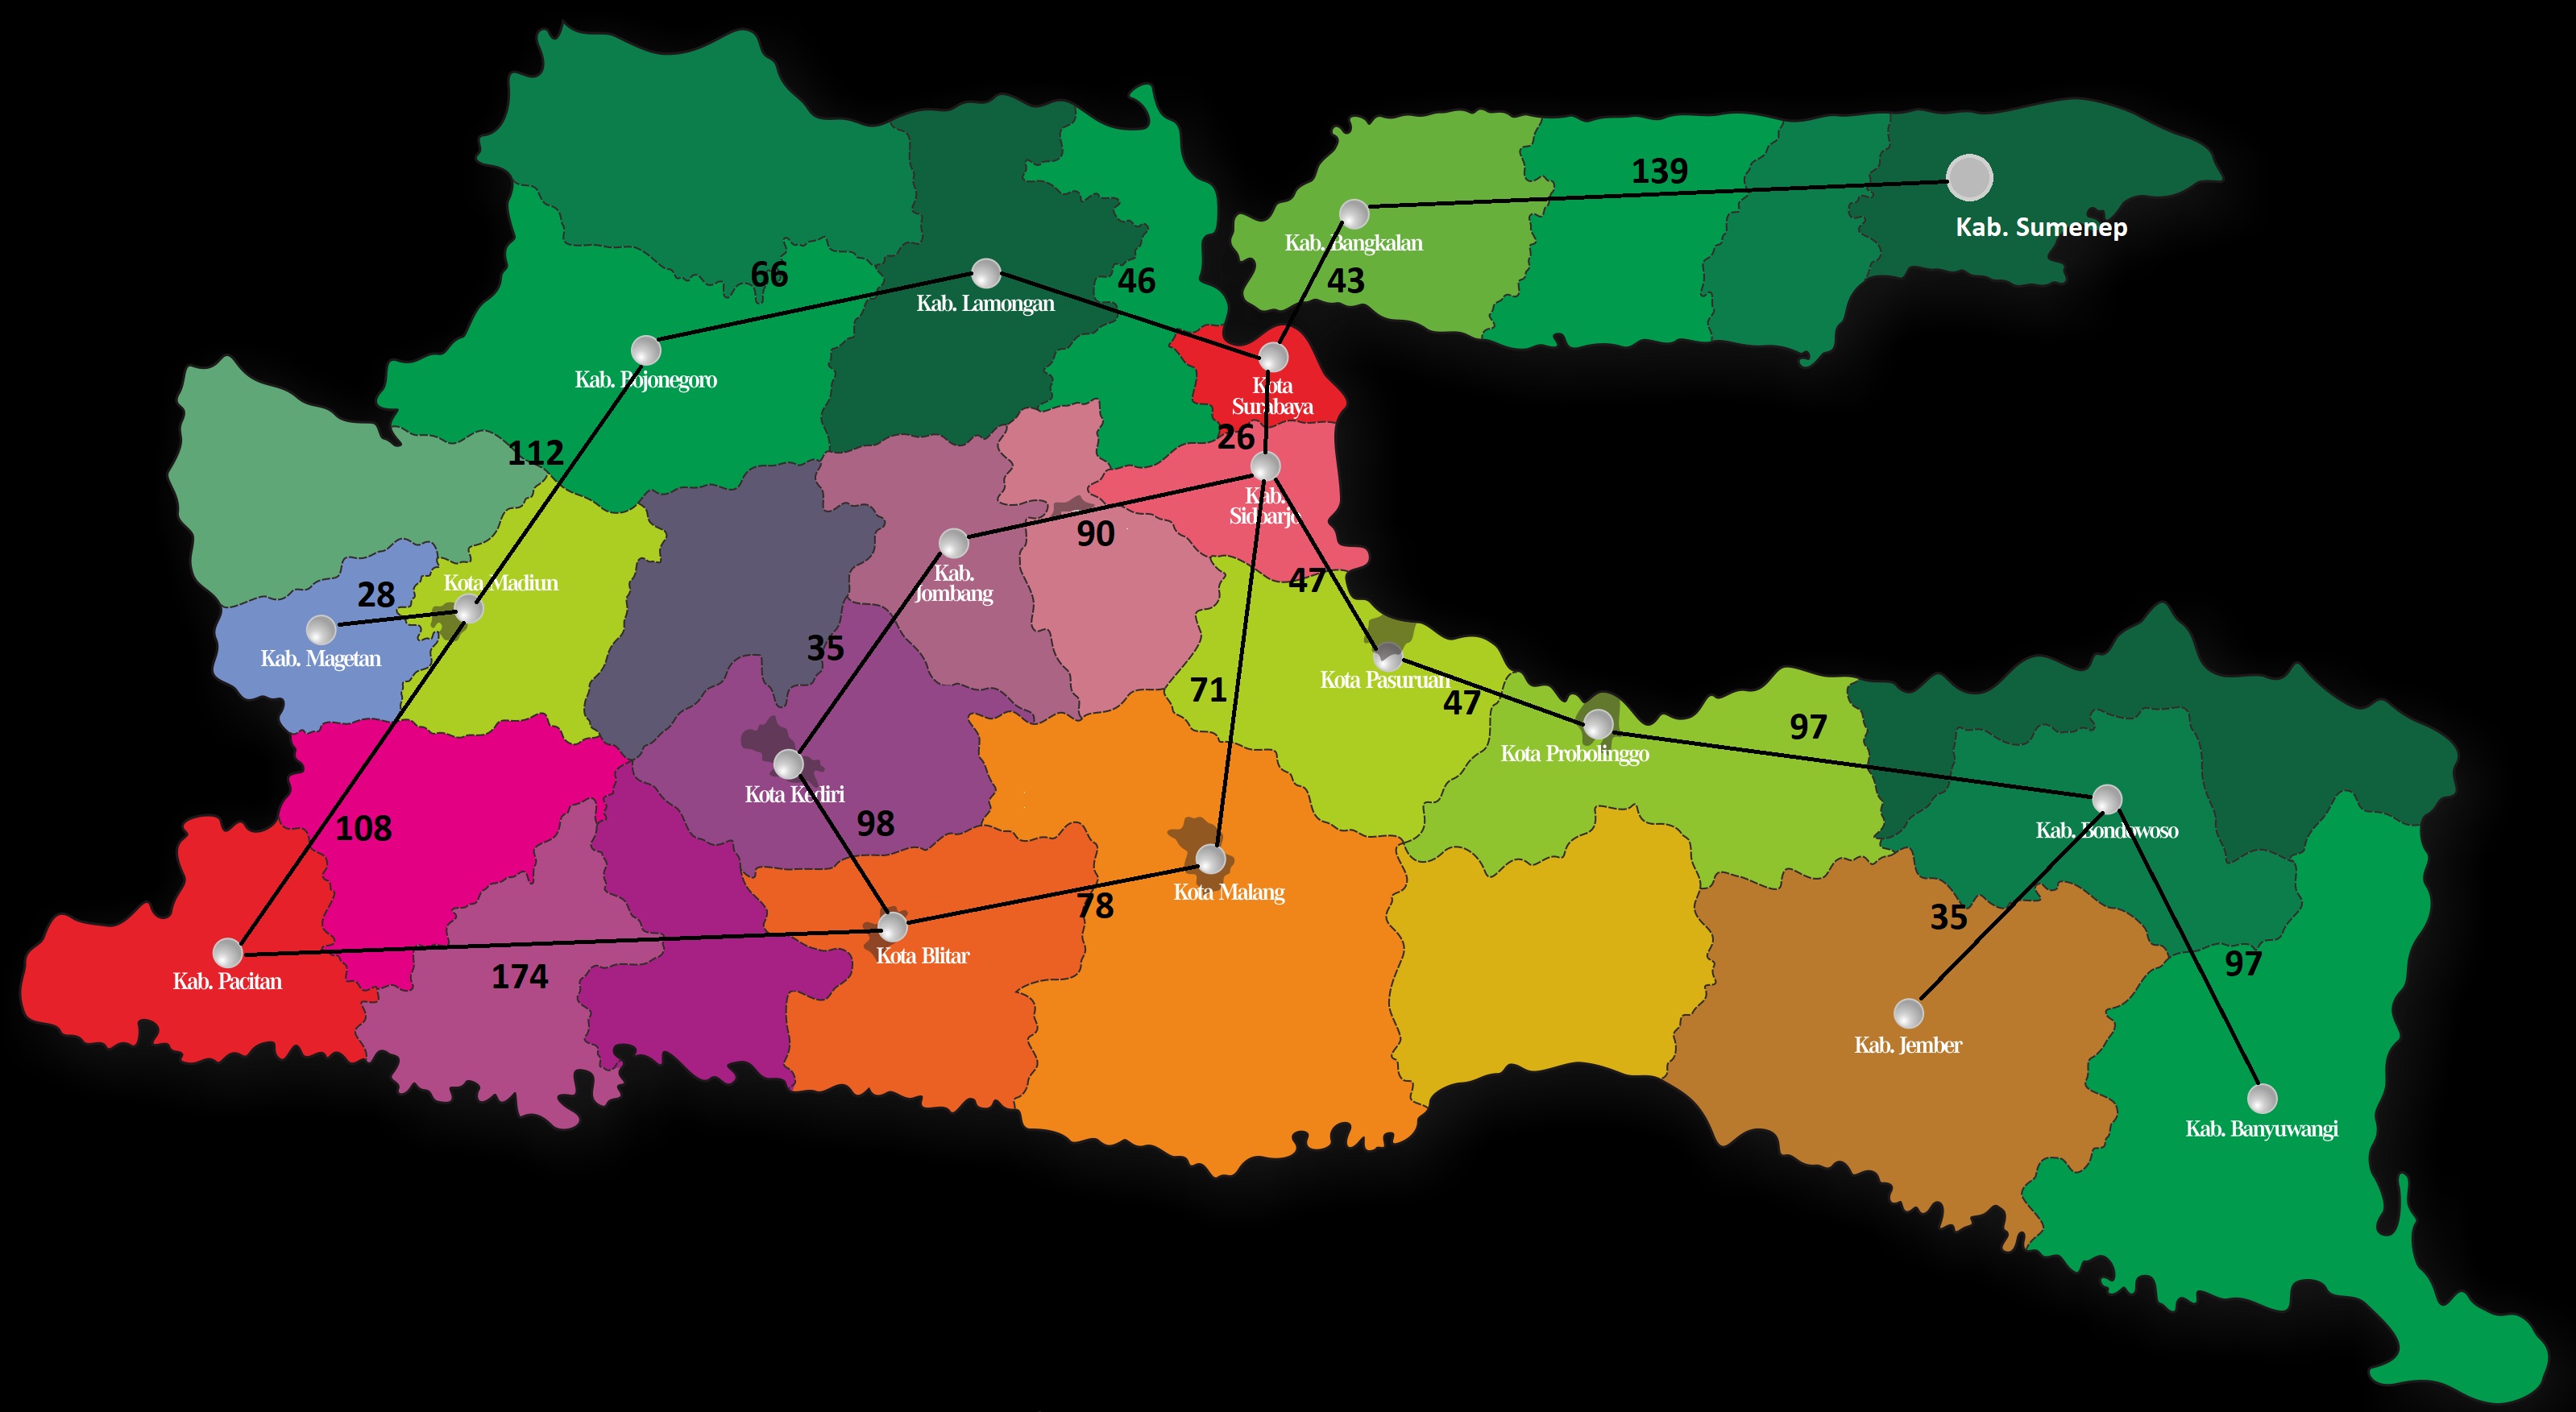 139
Kab. Sumenep
Kab. Bangkalan
43
66
46
Kab. Lamongan
Kab. Bojonegoro
Kota
Surabaya
112
26
Kab.
Sidoarjo
90
Kab.
Jombang
47
Kota Madiun
28
Kab. Magetan
35
71
Kota Pasuruan
47
97
Kota Probolinggo
Kota Kediri
98
108
Kab. Bondowoso
Kota Malang
78
35
Kota Blitar
97
Kab. Pacitan
174
Kab. Jember
Kab. Banyuwangi